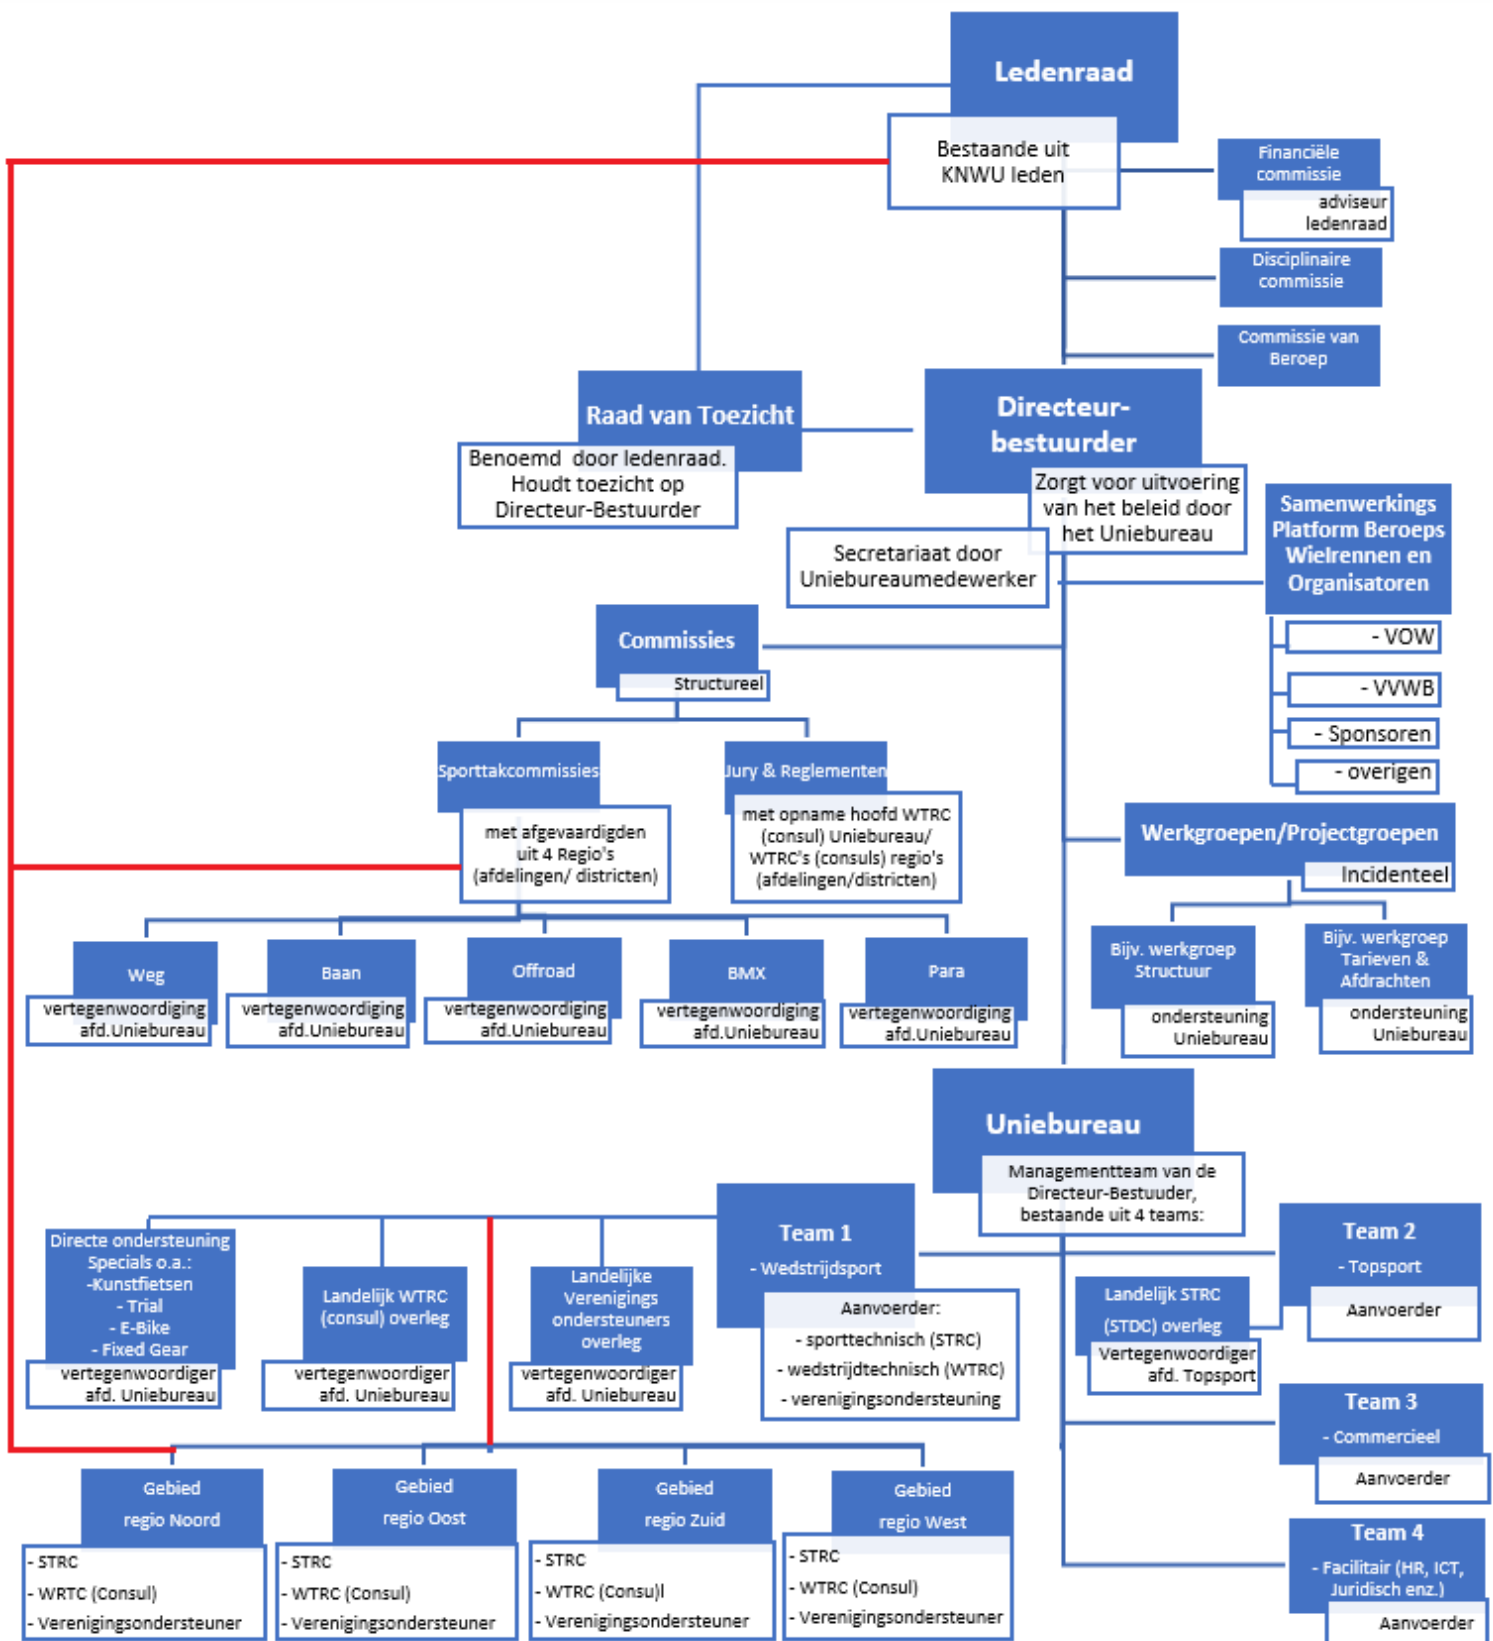 Ledenraad
Bestaande uit
KNWU leden
Financiële
commissie
adviseur
ledenraad
Disciplinaire
commissie
Commissie van
Beroep
Raad van Toezicht
Benoemd door ledenraad.
Houdt toezicht op
Directeur-Bestuurder
Directeur-
bestuurder
Zorgt voor uitvoering
van het beleid door
het Uniebureau
Secretariaat door
Uniebureaumedewerker
Samenwerkings
Platform Beroeps
Wielrennen en
Organisatoren
- VOW
- VVWB
- Sponsoren
- overigen
Commissies
Structureel
Sporttakcommissies
met afgevaardigden
uit 4 Regio's
(afdelingen/ districten)
Jury & Reglementen
met opname hoofd WTRC
(consul) Uniebureau/
WTRC's (consuls) regio's
(afdelingen/districten)
Werkgroepen/Projectgroepen
Incidenteel
Bijv. werkgroep
Structuur
ondersteuning
Uniebureau
Bijv. werkgroep
Tarieven &
Afdrachten
ondersteuning
Uniebureau
Weg
vertegenwoordiging
afd.Uniebureau
Baan
vertegenwoordiging
afd.Uniebureau
Offroad
vertegenwoordiging
afd.Uniebureau
BMX
vertegenwoordiging
afd.Uniebureau
Para
vertegenwoordiging
afd.Uniebureau
Uniebureau
Managementteam van de
Directeur-Bestuuder,
bestaande uit 4 teams:
Team 1
- Wedstrijdsport
Aanvoerder:
- sporttechnisch (STRC)
- wedstrijdtechnisch (WTRC)
- verenigingsondersteuning
Directe ondersteuning
Specials o.a.:
-Kunstfietsen
- Trial
- E-Bike
- Fixed Gear
vertegenwoordiger
afd. Uniebureau
Landelijk WTRC
(consul) overleg
vertegenwoordiger
afd. Uniebureau
Landelijke
Verenigings
ondersteuners
overleg
vertegenwoordiger
afd. Uniebureau
Team 2
- Topsport
Aanvoerder
Landelijk STRC
(STDC) overleg
Vertegenwoordiger
afd. Topsport
Team 3
- Commercieel
Aanvoerder
Team 4
- Facilitair (HR, ICT,
Juridisch enz.)
Aanvoerder
Gebied
regio Noord
- STRC
- WRTC (Consul)
- Verenigingsondersteuner
Gebied
regio Oost
- STRC
- WTRC (Consul)
- Verenigingsondersteuner
Gebied
regio Zuid
- STRC
- WTRC (Consu)l
- Verenigingsondersteuner
Gebied
regio West
- STRC
- WTRC (Consul)
- Verenigingsondersteuner